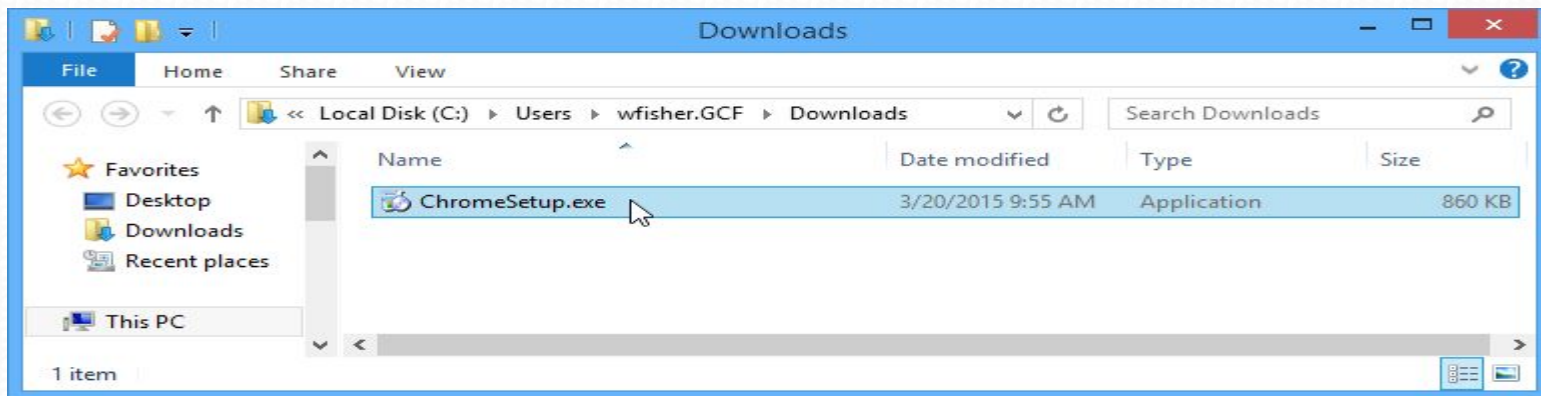 Downloads
File Home Share View
« Local Disk (C:) Users wfisher.GCF Downloads Search Downloads
Favorites
Desktop
Downloads
Recent places
This PC
Name Date modified Type Size
ChromeSetup.exe 3/20/2015 9:55 AM Application 860 KB
1 item